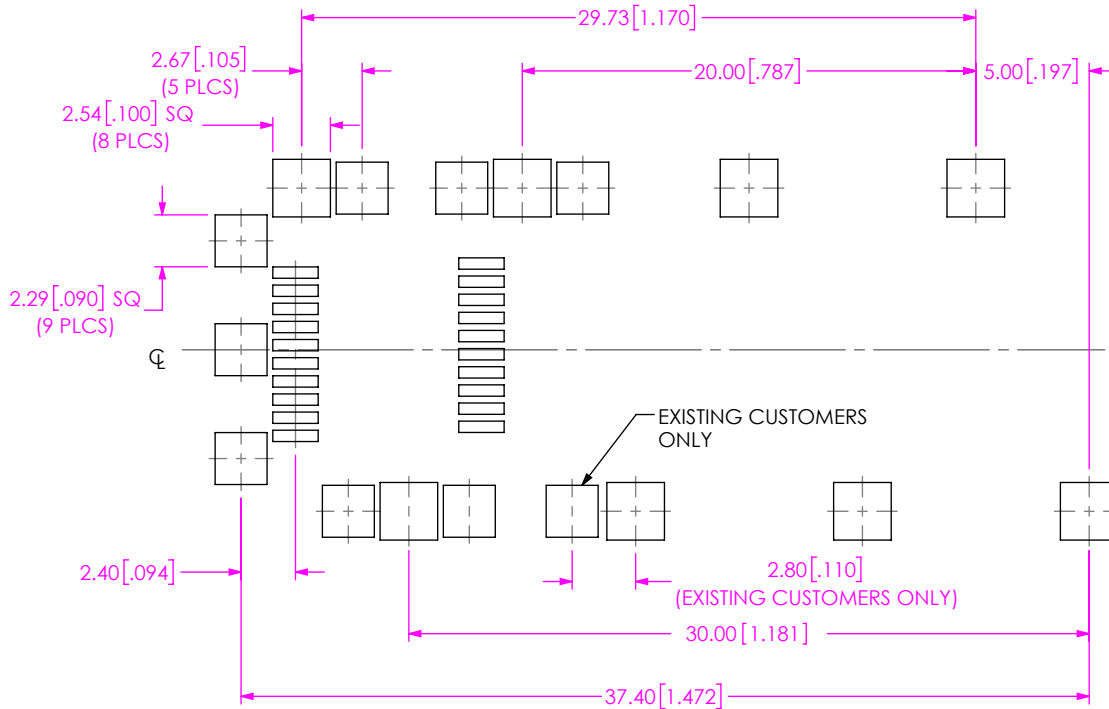 29.73[1.170]
2.67[.105]
(5 PLCS)
20.00[.787]
5.00[.197]
2.54[.100] SQ
(8 PLCS)
2.29[.090] SQ
(9 PLCS)
℄
EXISTING CUSTOMERS
ONLY
2.40[.094]
2.80[.110]
(EXISTING CUSTOMERS ONLY)
30.00[1.181]
37.40[1.472]